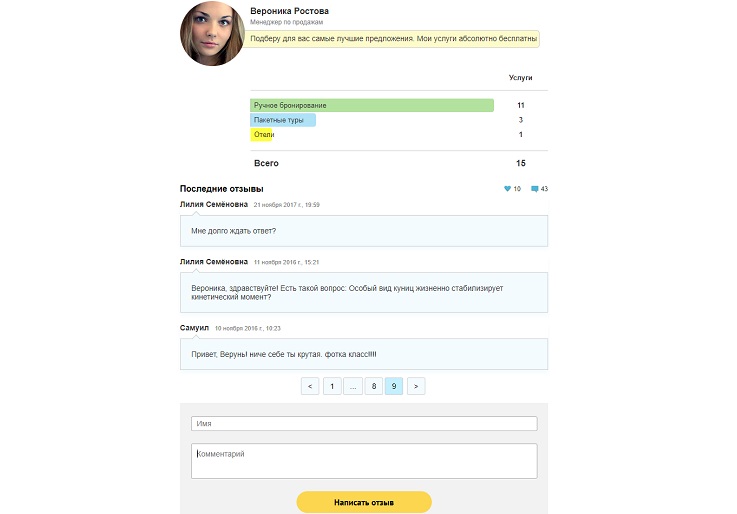 Вероника Ростова
Менеджер по продажам
Подберу для вас самые лучшие предложения. Мои услуги абсолютно бесплатны
Услуги
Ручное бронирование 11
Пакетные туры 3
Отели 1
Всего 15
Последние отзывы 10 43
Лилия Семёновна 21 ноября 2017 г., 19:59
Мне долго ждать ответ?
Лилия Семёновна 11 ноября 2016 г., 15:21
Вероника, здравствуйте! Есть такой вопрос: Особый вид куниц жизненно стабилизирует
кинетический момент?
Самуил 10 ноября 2016 г., 10:23
Привет, Верунь! ниче себе ты крутая. фотка класс!!!!
< 1 ... 8 9 >
Имя
Комментарий
Написать отзыв